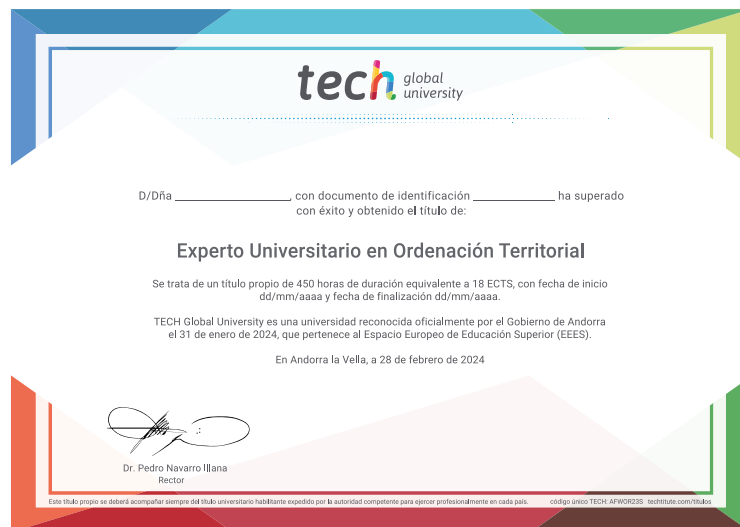 tech global
university
D/Dña ______________, con documento de identificación ______________ ha superado
con éxito y obtenido el título de:
Experto Universitario en Ordenación Territorial
Se trata de un título propio de 450 horas de duración equivalente a 18 ECTS, con fecha de inicio
dd/mm/aaaa y fecha de finalización dd/mm/aaaa.
TECH Global University es una universidad reconocida oficialmente por el Gobierno de Andorra
el 31 de enero de 2024, que pertenece al Espacio Europeo de Educación Superior (EEES).
En Andorra la Vella, a 28 de febrero de 2024
Dr. Pedro Navarro Illana
Rector
Este título propio se deberá acompañar siempre del título universitario habilitante expedido por la autoridad competente para ejercer profesionalmente en cada país. código único TECH: AFWOR23S techtitute.com/titulos